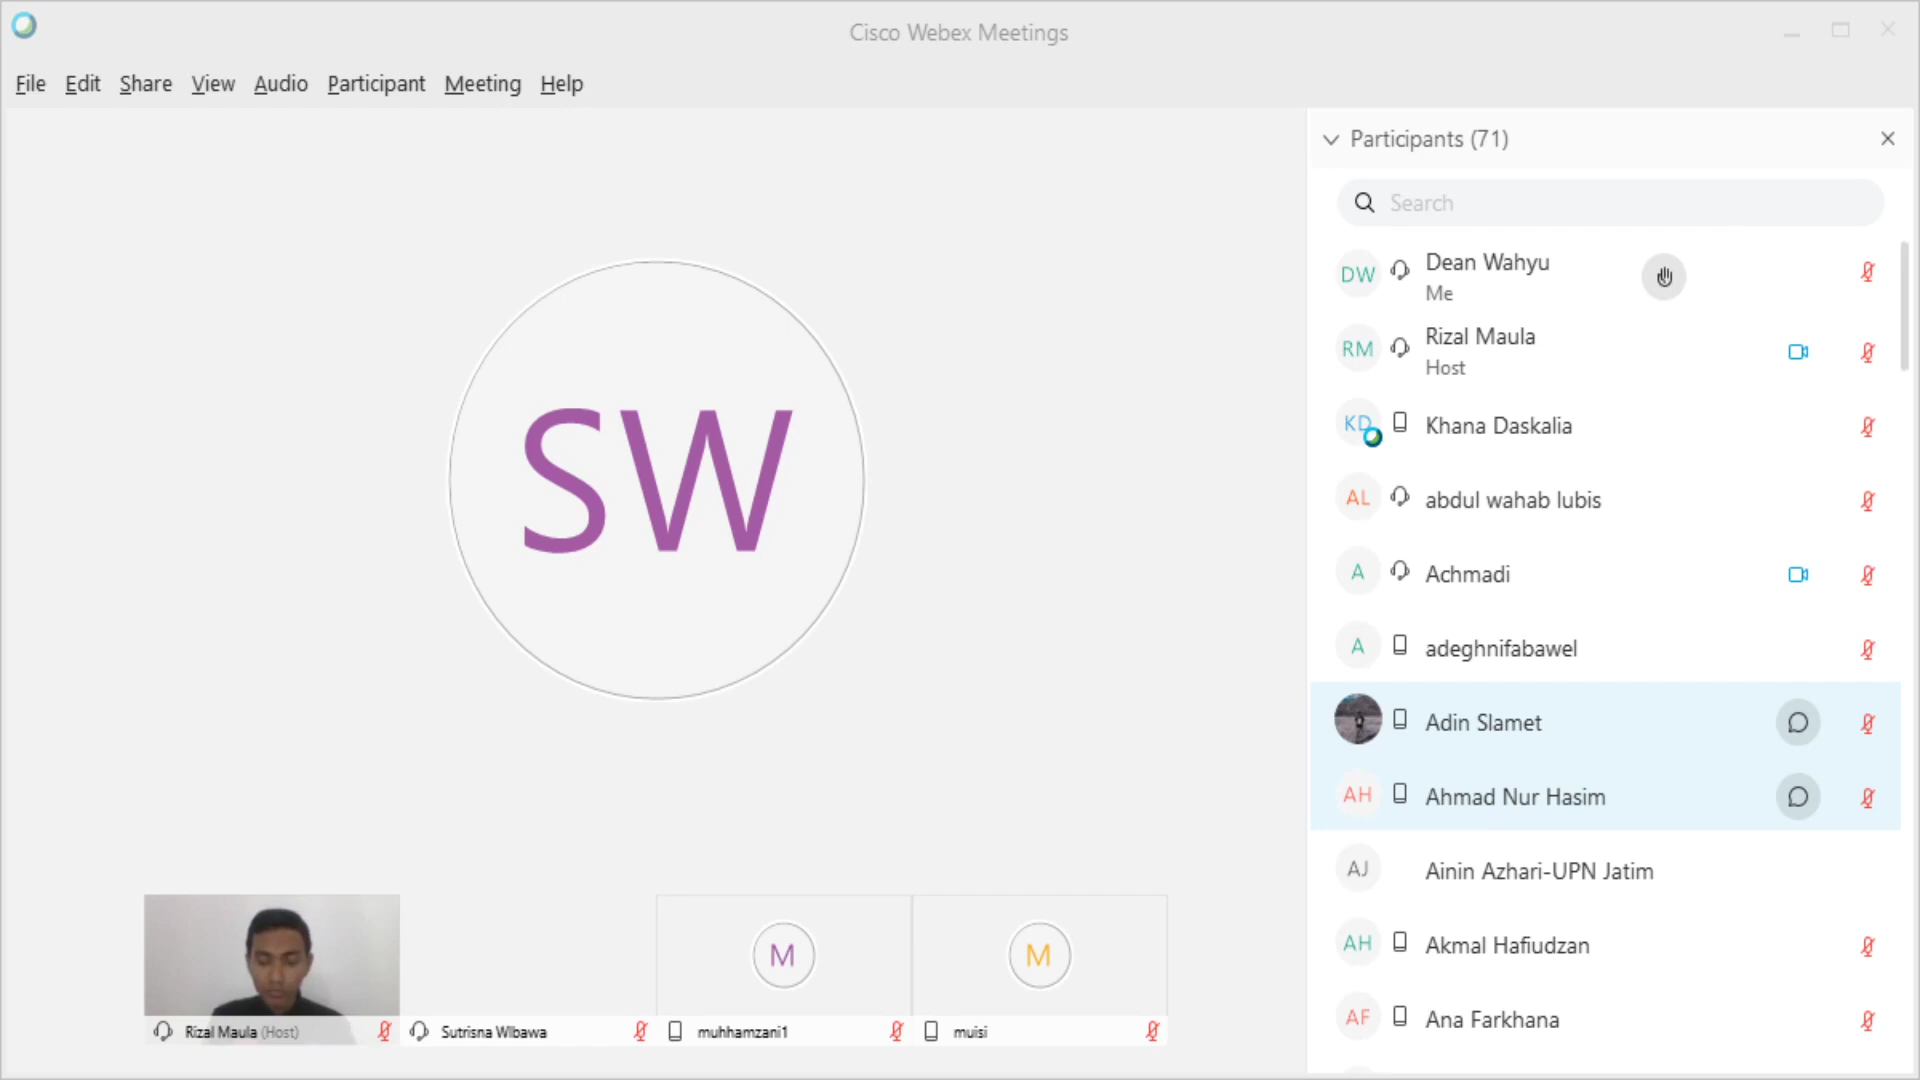 Cisco Webex Meetings
File Edit Share View Audio Participant Meeting Help
Participants (71)
Search
DW Dean Wahyu
Me
RM Rizal Maula
Host
KD Khana Daskalia
AL abdul wahab lubis
A Achmadi
A adeghnifabawel
Adin Slamet
AH Ahmad Nur Hasim
AJ Ainin Azhari-UPN Jatim
AH Akmal Hafiudzan
AF Ana Farkhana
SW
M M
Rizal Maula (Host) Sutrisna WIbawa muhhamzani1 muisi